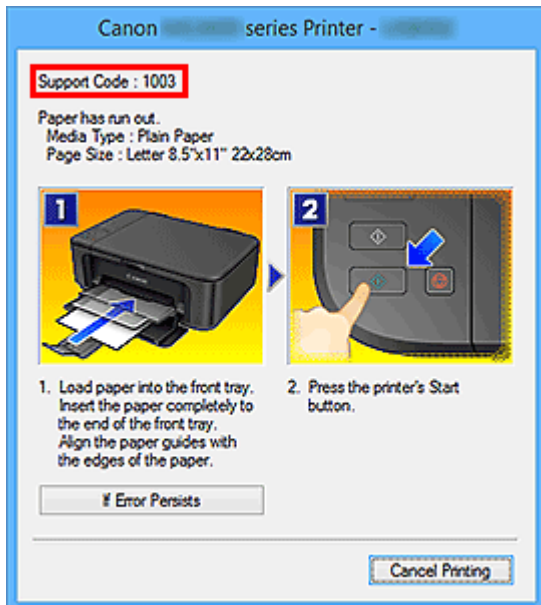 Canon series Printer -
Support Code : 1003
Paper has run out.
Media Type : Plain Paper
Page Size : Letter 8.5"x11" 22x28cm
1
2
1. Load paper into the front tray.
Insert the paper completely to
the end of the front tray.
Align the paper guides with
the edges of the paper.
2. Press the printer's Start
button.
If Error Persists
Cancel Printing